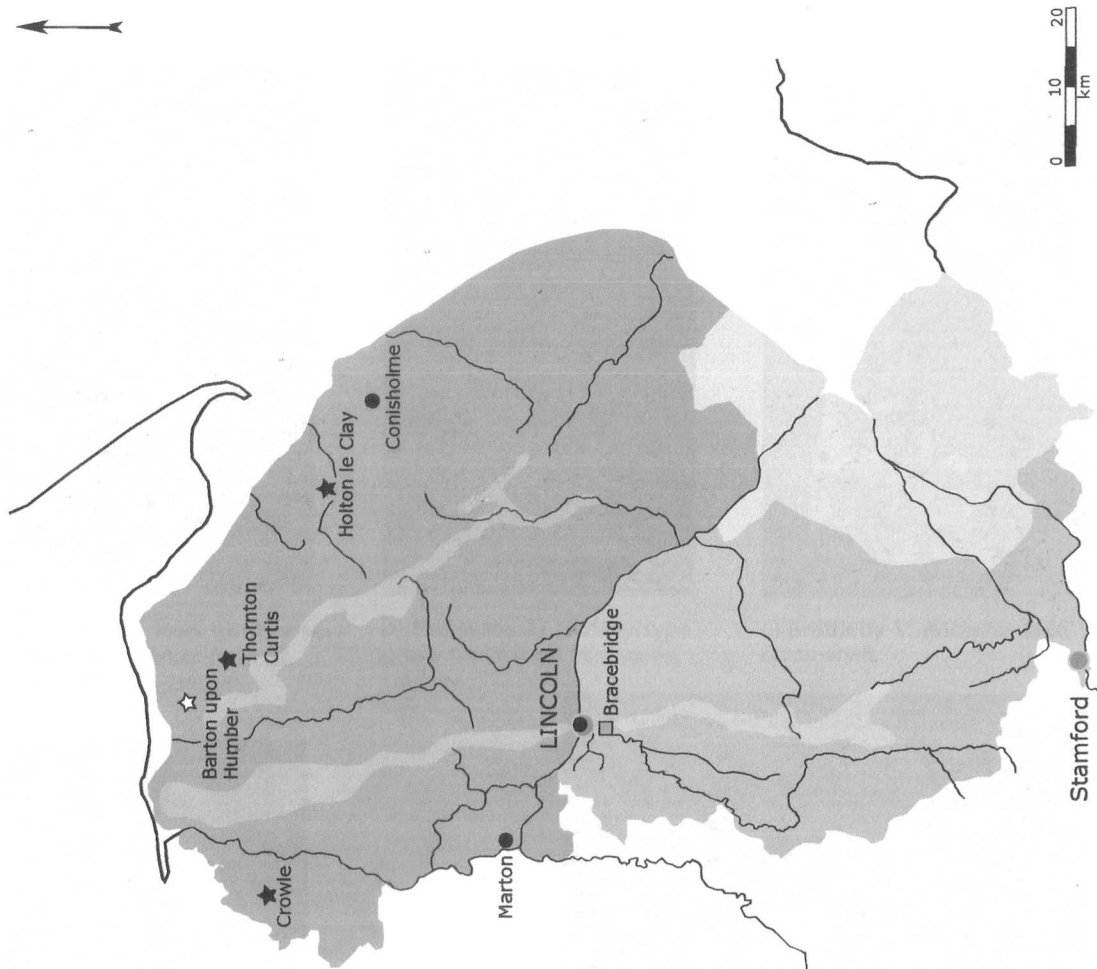 Barton upon
Humber
Thornton
Curtis
Crowle
Holton le Clay
Conisholme
Marton
LINCOLN
Bracebridge
Stamford
0 10 20
km